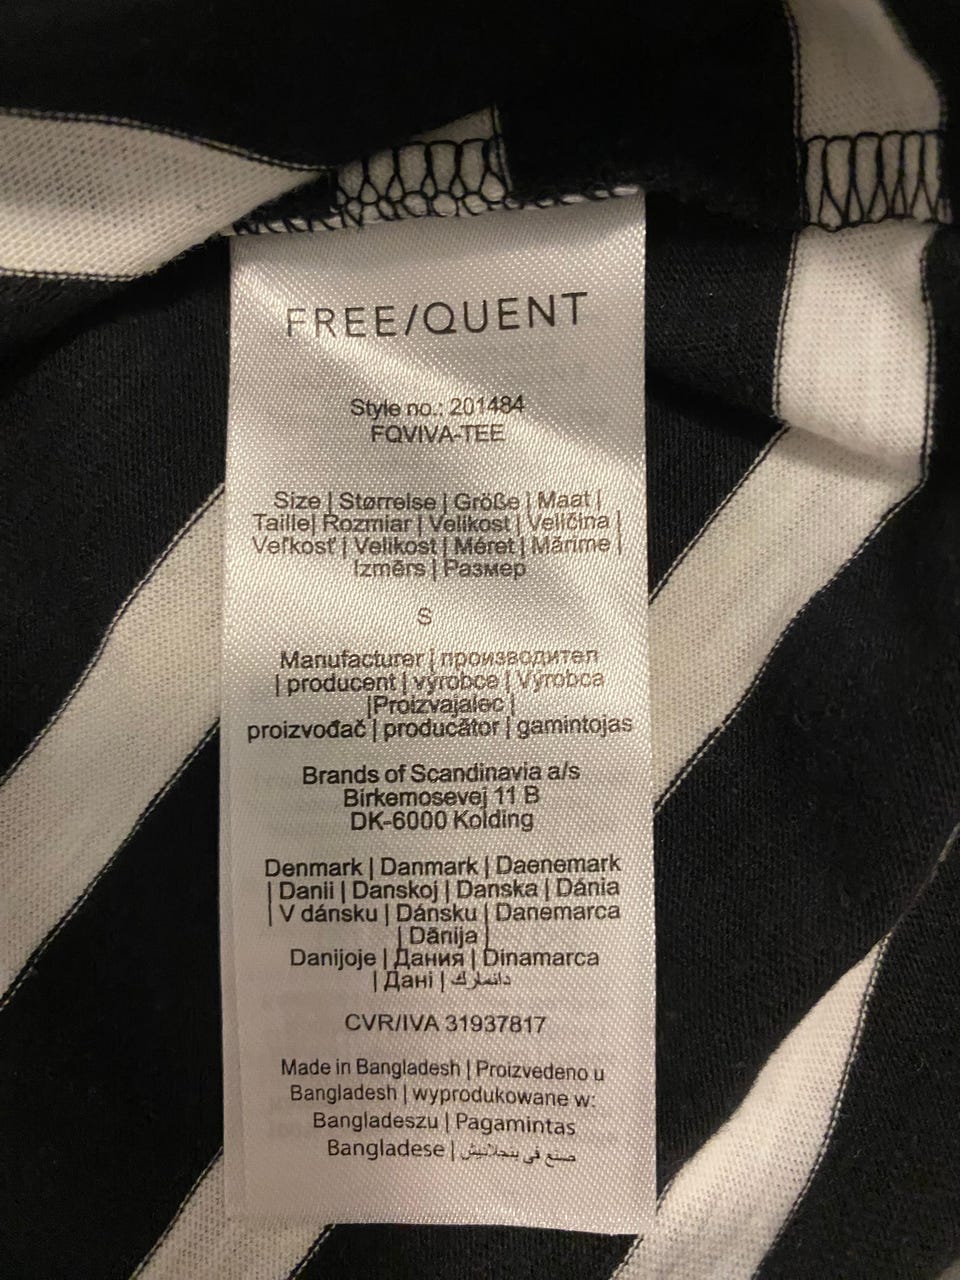 FREE/QUENT
Style no.: 201484
FQVIVA-TEE
Size | Størrelse | Größe | Maat |
Taille| Rozmiar | Velikost | Veličina |
Veľkosť | Velikost | Méret | Mărime |
Izmērs | Размер
S
Manufacturer | производител
| producent | výrobce | Výrobca
|Proizvajalec |
proizvođač | producător | gamintojas
Brands of Scandinavia a/s
Birkemosevej 11 B
DK-6000 Kolding
Denmark | Danmark | Daenemark
| Danii | Danskoj | Danska | Dánia
| V dánsku | Dánsku | Danemarca
| Dānija |
Danijoje | Дания | Dinamarca
| Дані | دانمارك
CVR/IVA 31937817
Made in Bangladesh | Proizvedeno u
Bangladesh | wyprodukowane w:
Bangladeszu | Pagamintas
Bangladese | صنع في بنجلاديش